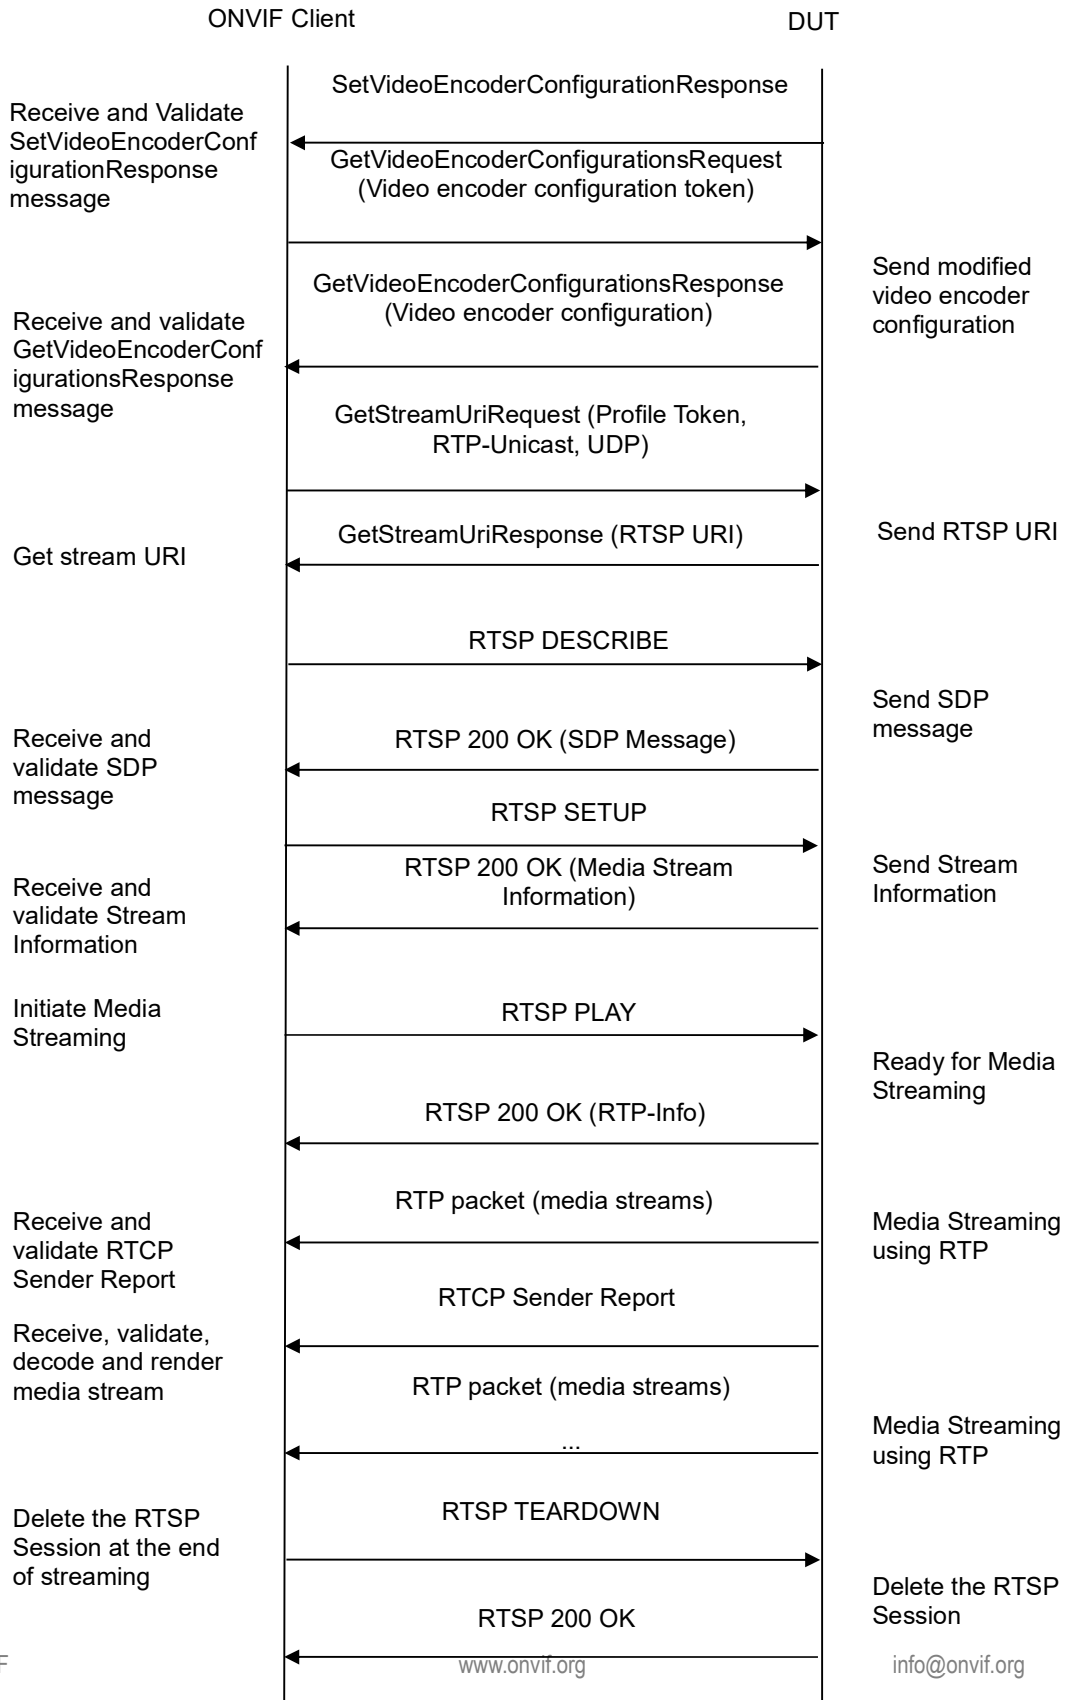 ONVIF Client
DUT
SetVideoEncoderConfigurationResponse
Receive and Validate
SetVideoEncoderConf
igurationResponse
message
GetVideoEncoderConfigurationsRequest
(Video encoder configuration token)
Send modified
video encoder
configuration
GetVideoEncoderConfigurationsResponse
(Video encoder configuration)
Receive and validate
GetVideoEncoderConf
igurationsResponse
message
GetStreamUriRequest (Profile Token,
RTP-Unicast, UDP)
Send RTSP URI
GetStreamUriResponse (RTSP URI)
Get stream URI
RTSP DESCRIBE
Send SDP
message
RTSP 200 OK (SDP Message)
Receive and
validate SDP
message
RTSP SETUP
Send Stream
Information
RTSP 200 OK (Media Stream
Information)
Receive and
validate Stream
Information
Initiate Media
Streaming
RTSP PLAY
Ready for Media
Streaming
RTSP 200 OK (RTP-Info)
RTP packet (media streams)
Receive and
validate RTCP
Sender Report
Media Streaming
using RTP
RTCP Sender Report
Receive, validate,
decode and render
media stream
RTP packet (media streams)
...
Media Streaming
using RTP
RTSP TEARDOWN
Delete the RTSP
Session at the end
of streaming
Delete the RTSP
Session
RTSP 200 OK
F
www.onvif.org
info@onvif.org